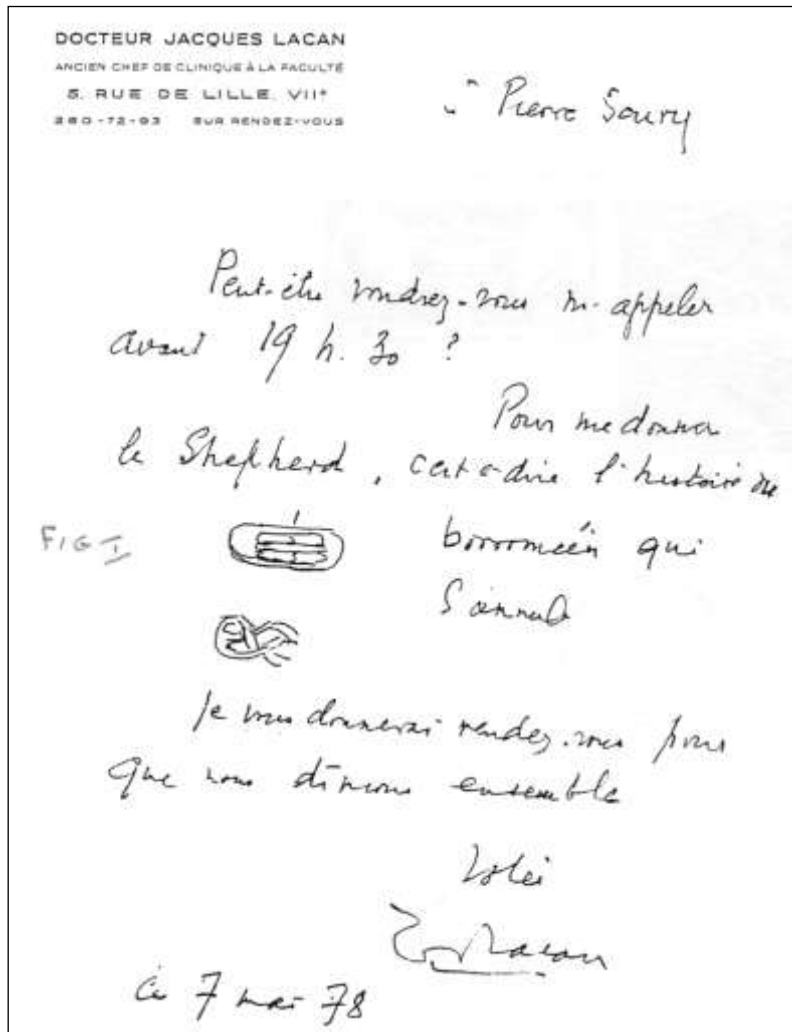 DOCTEUR JACQUES LACAN
ANCIEN CHEF DE CLINIQUE À LA FACULTÉ
5, RUE DE LILLE, VIIe
260-72-93 SUR RENDEZ-VOUS
à Pierre Soury
Peut-être voudrez-vous m'appeler
avant 19 h. 30 ?
Pour me donner
le Shepherd, c'est-à-dire l'histoire du
FIG I
borroméen qui
s'annule
Je vous donnerai rendez-vous pour
que nous dînions ensemble
Lacan
Ce 7 mai 78